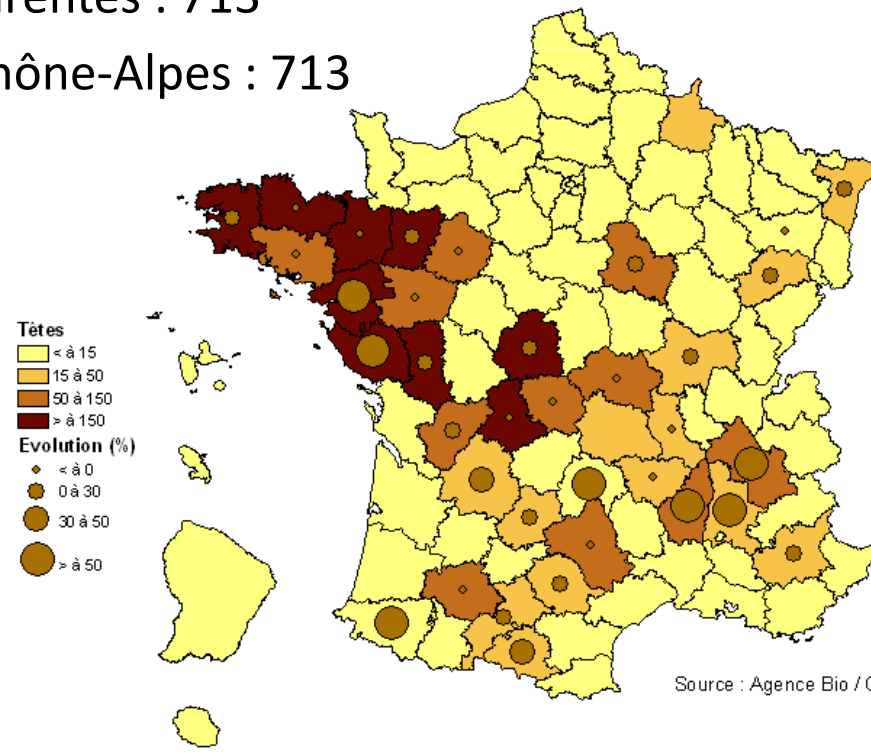 rentes : 713
hône-Alpes : 713
Têtes
< à 15
15 à 50
50 à 150
> à 150
Evolution (%)
< à 0
0 à 30
30 à 50
> à 50
Source : Agence Bio /